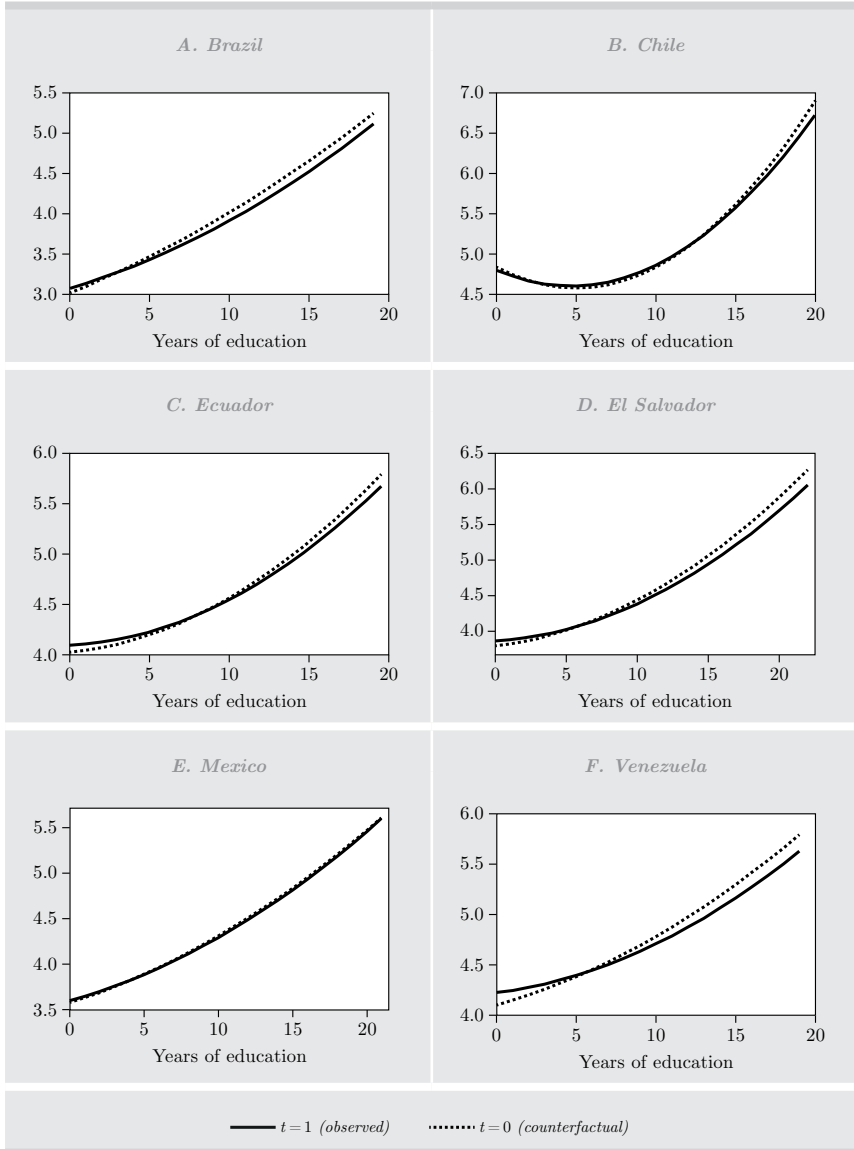 A. Brazil
5.5
5.0
4.5
4.0
3.5
3.0
0 5 10 15 20
Years of education
B. Chile
7.0
6.5
6.0
5.5
5.0
4.5
0 5 10 15 20
Years of education
C. Ecuador
6.0
5.5
5.0
4.5
4.0
0 5 10 15 20
Years of education
D. El Salvador
6.5
6.0
5.5
5.0
4.5
4.0
0 5 10 15 20
Years of education
E. Mexico
5.5
5.0
4.5
4.0
3.5
0 5 10 15 20
Years of education
F. Venezuela
6.0
5.5
5.0
4.5
4.0
0 5 10 15 20
Years of education
t = 1 (observed) t = 0 (counterfactual)